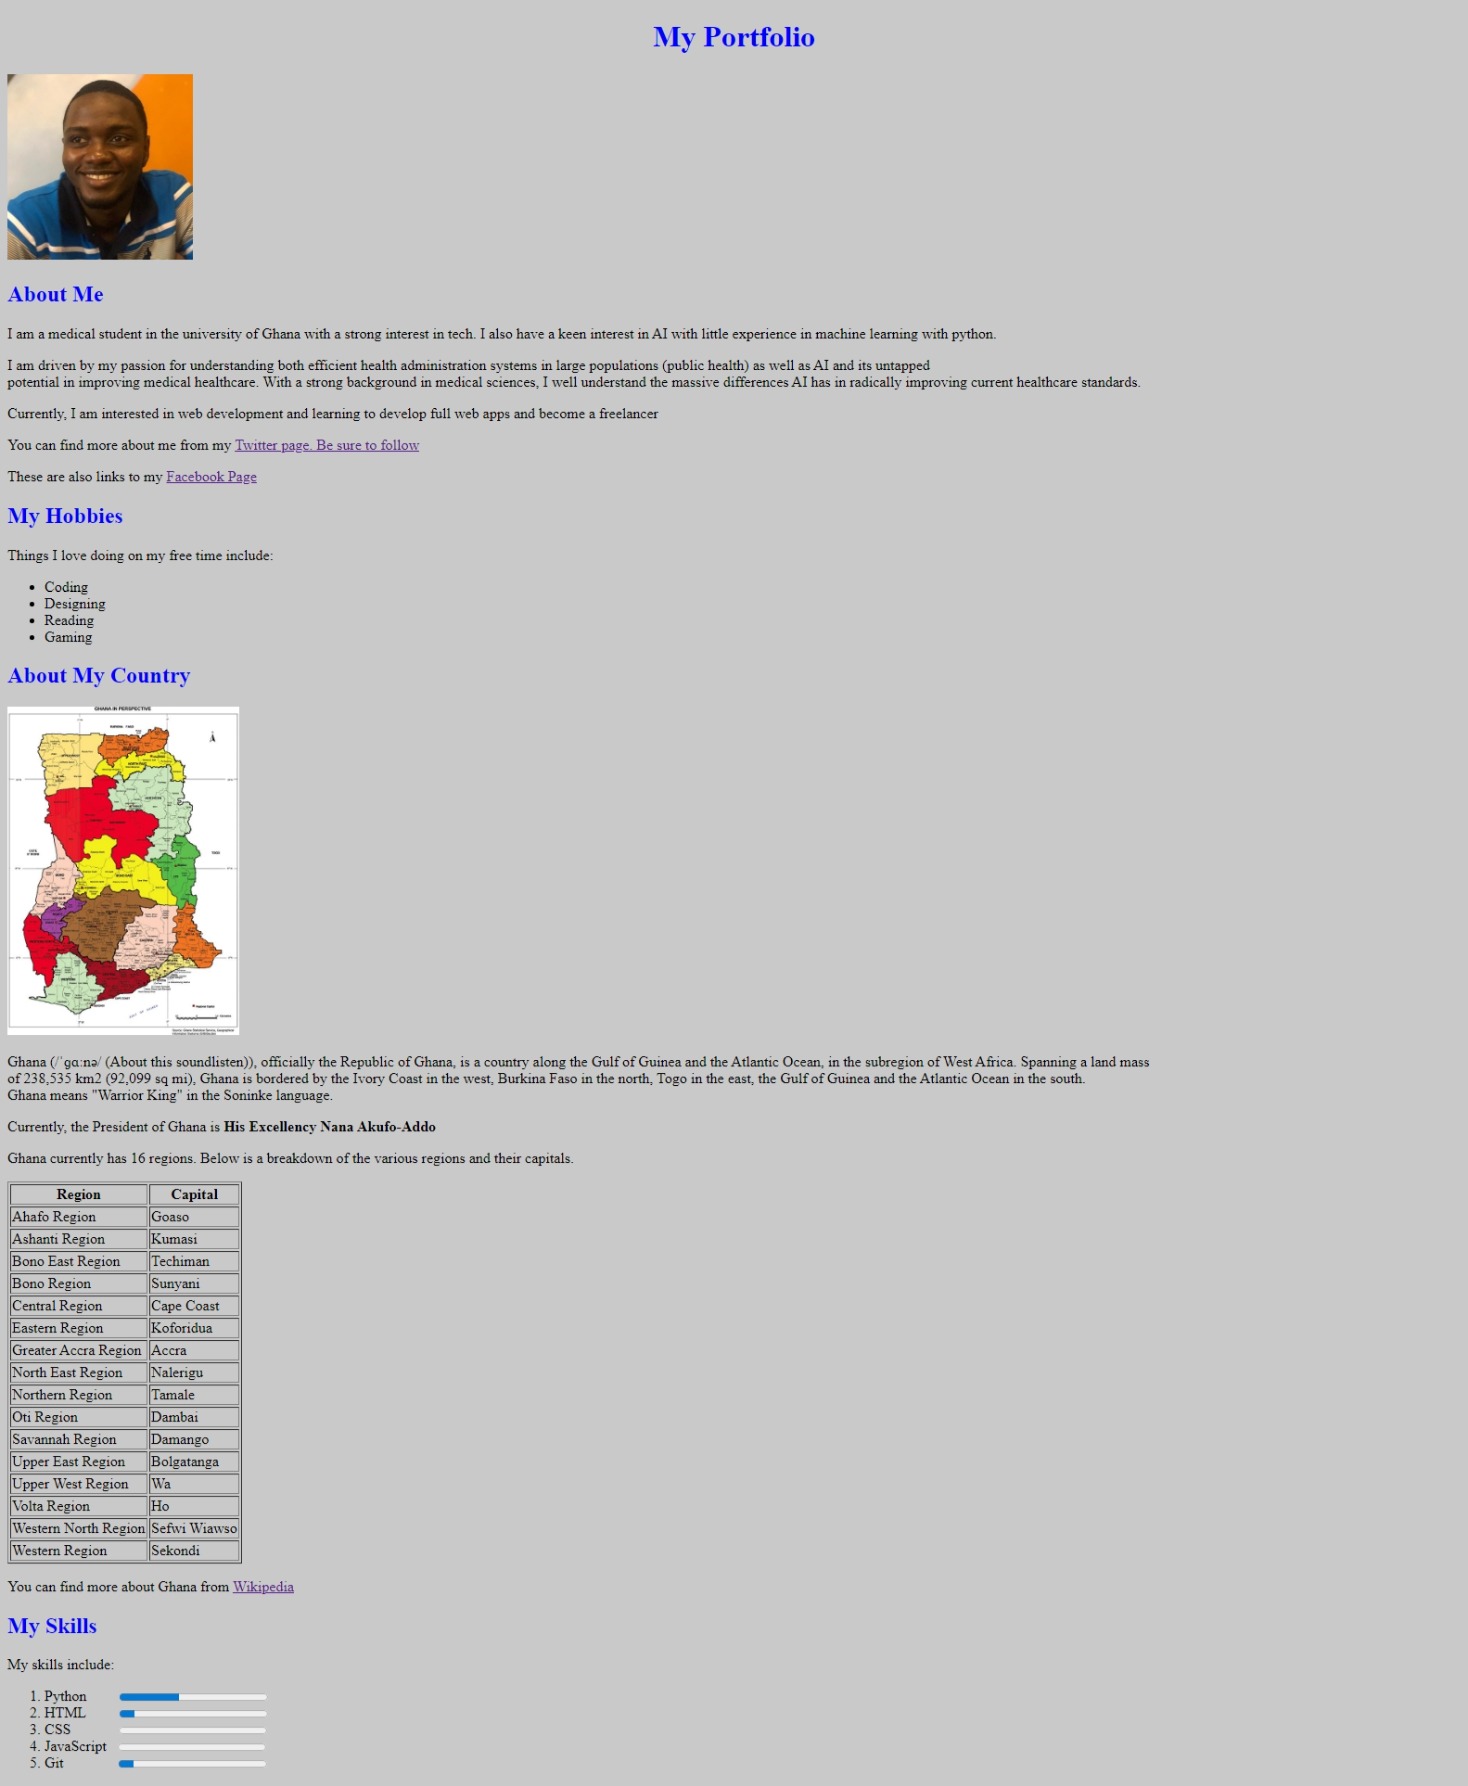 My Portfolio
About Me
I am a medical student in the university of Ghana with a strong interest in tech. I also have a keen interest in AI with little experience in machine learning with python.
I am driven by my passion for understanding both efficient health administration systems in large populations (public health) as well as AI and its untapped
potential in improving medical healthcare. With a strong background in medical sciences, I well understand the massive differences AI has in radically improving current healthcare standards.
Currently, I am interested in web development and learning to develop full web apps and become a freelancer
You can find more about me from my Twitter page. Be sure to follow
These are also links to my Facebook Page
My Hobbies
Things I love doing on my free time include:
• Coding
• Designing
• Reading
• Gaming
About My Country
GHANA IN PERSPECTIVE
Ghana (/ˈɡɑːnə/ (About this soundlisten)), officially the Republic of Ghana, is a country along the Gulf of Guinea and the Atlantic Ocean, in the subregion of West Africa. Spanning a land mass
of 238,535 km2 (92,099 sq mi), Ghana is bordered by the Ivory Coast in the west, Burkina Faso in the north, Togo in the east, the Gulf of Guinea and the Atlantic Ocean in the south.
Ghana means "Warrior King" in the Soninke language.
Currently, the President of Ghana is His Excellency Nana Akufo-Addo
Ghana currently has 16 regions. Below is a breakdown of the various regions and their capitals.
Region Capital
Ahafo Region Goaso
Ashanti Region Kumasi
Bono East Region Techiman
Bono Region Sunyani
Central Region Cape Coast
Eastern Region Koforidua
Greater Accra Region Accra
North East Region Nalerigu
Northern Region Tamale
Oti Region Dambai
Savannah Region Damango
Upper East Region Bolgatanga
Upper West Region Wa
Volta Region Ho
Western North Region Sefwi Wiawso
Western Region Sekondi
You can find more about Ghana from Wikipedia
My Skills
My skills include:
1. Python
2. HTML
3. CSS
4. JavaScript
5. Git